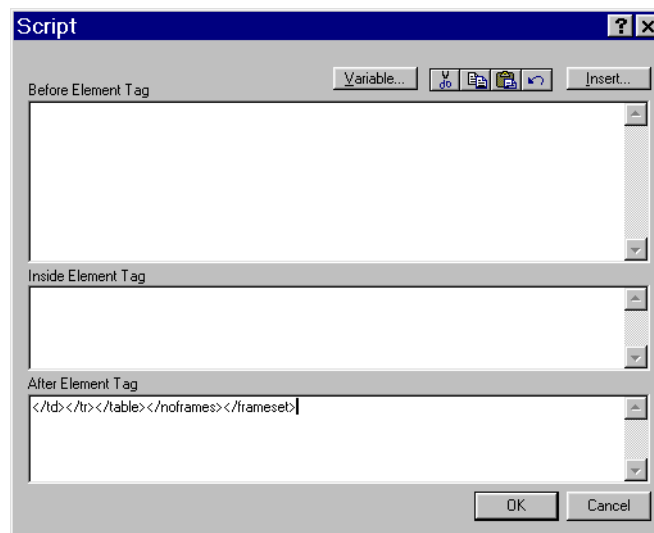 Script
Variable... Insert...
Before Element Tag
Inside Element Tag
After Element Tag
</td></tr></table></noframes></frameset>
OK Cancel